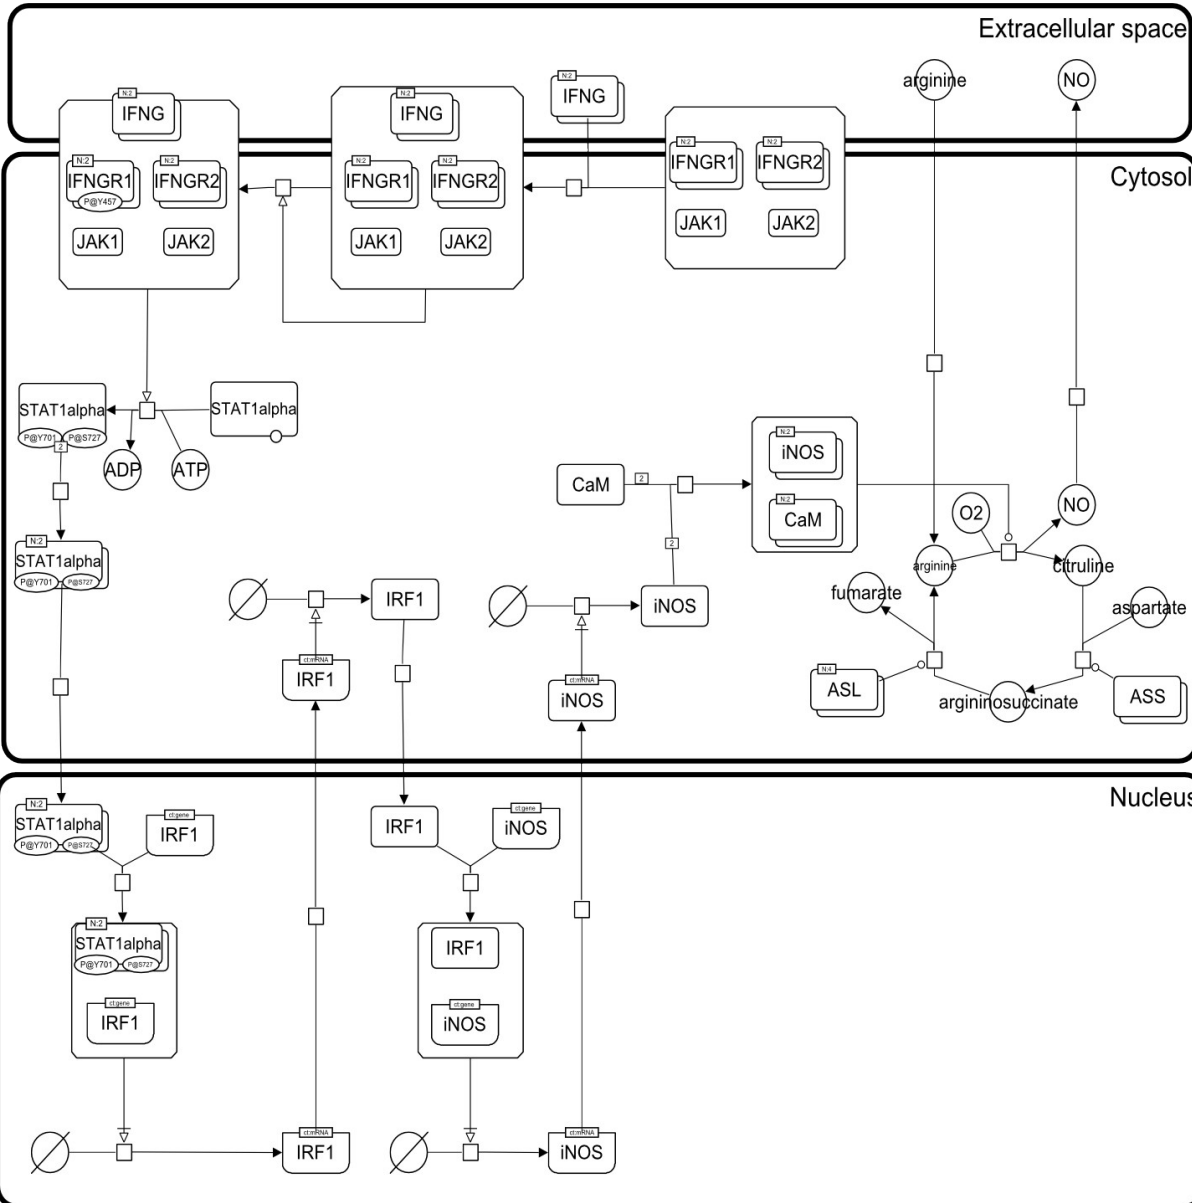 Extracellular space
N:2
IFNG
N:2
IFNG
N:2
IFNG
arginine
NO
N:2
IFNGR1
P@Y457
N:2
IFNGR2
JAK1
JAK2
N:2
IFNGR1
N:2
IFNGR2
JAK1
JAK2
N:2
IFNGR1
N:2
IFNGR2
JAK1
JAK2
Cytosol
STAT1alpha
P@Y701
P@S727
2
STAT1alpha
ADP
ATP
N:2
STAT1alpha
P@Y701
P@S727
CaM
2
2
N:2
iNOS
N:2
CaM
O2
NO
arginine
citruline
fumarate
aspartate
IRF1
iNOS
ct:mRNA
IRF1
ct:mRNA
iNOS
N:4
ASL
argininosuccinate
ASS
Nucleus
N:2
STAT1alpha
P@Y701
P@S727
ct:gene
IRF1
IRF1
ct:gene
iNOS
N:2
STAT1alpha
P@Y701
P@S727
ct:gene
IRF1
IRF1
ct:gene
iNOS
ct:mRNA
IRF1
ct:mRNA
iNOS